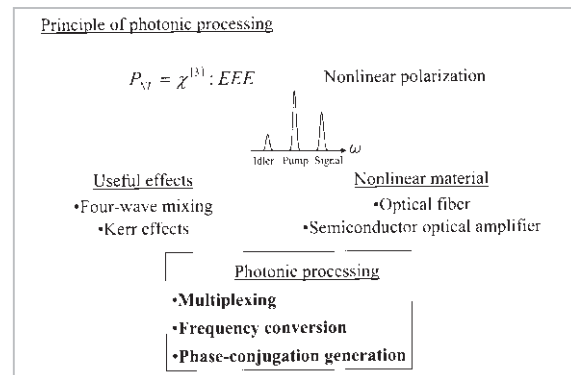 Principle of photonic processing
P_NL = χ^(3) : EEE Nonlinear polarization
ω
Idler Pump Signal
Useful effects
•Four-wave mixing
•Kerr effects
Nonlinear material
•Optical fiber
•Semiconductor optical amplifier
Photonic processing
•Multiplexing
•Frequency conversion
•Phase-conjugation generation